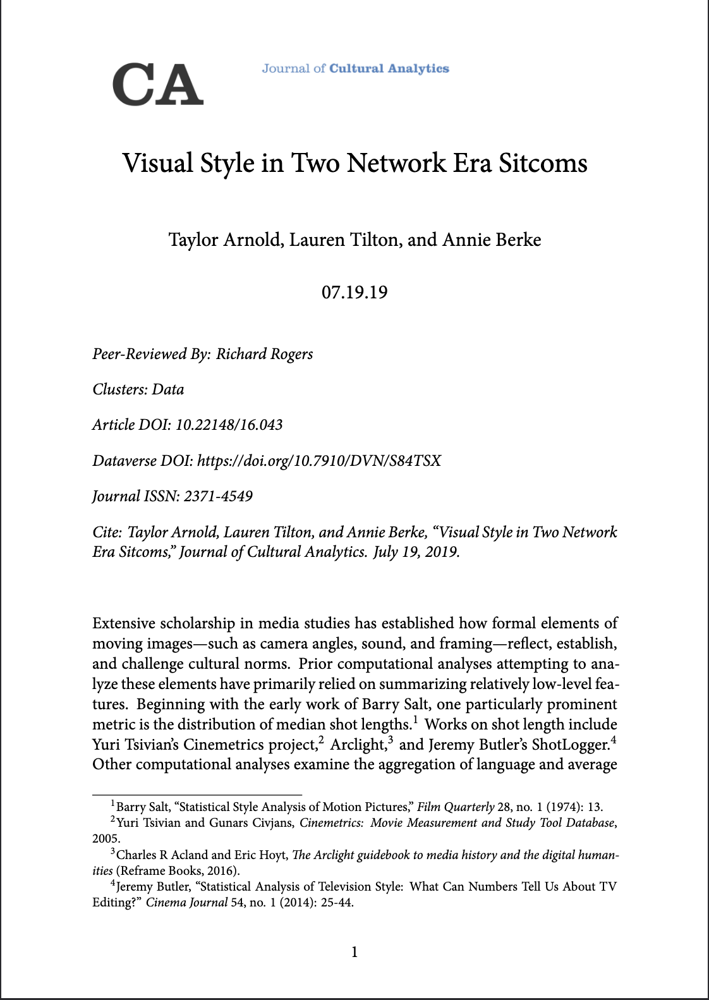 CA
Journal of Cultural Analytics
Visual Style in Two Network Era Sitcoms
Taylor Arnold, Lauren Tilton, and Annie Berke
07.19.19
Peer-Reviewed By: Richard Rogers
Clusters: Data
Article DOI: 10.22148/16.043
Dataverse DOI: https://doi.org/10.7910/DVN/S84TSX
Journal ISSN: 2371-4549
Cite: Taylor Arnold, Lauren Tilton, and Annie Berke, “Visual Style in Two Network
Era Sitcoms,” Journal of Cultural Analytics. July 19, 2019.
Extensive scholarship in media studies has established how formal elements of
moving images—such as camera angles, sound, and framing—reflect, establish,
and challenge cultural norms. Prior computational analyses attempting to ana-
lyze these elements have primarily relied on summarizing relatively low-level fea-
tures. Beginning with the early work of Barry Salt, one particularly prominent
metric is the distribution of median shot lengths.1 Works on shot length include
Yuri Tsivian’s Cinemetrics project,2 Arclight,3 and Jeremy Butler’s ShotLogger.4
Other computational analyses examine the aggregation of language and average
1Barry Salt, “Statistical Style Analysis of Motion Pictures,” Film Quarterly 28, no. 1 (1974): 13.
2Yuri Tsivian and Gunars Civjans, Cinemetrics: Movie Measurement and Study Tool Database,
2005.
3Charles R Acland and Eric Hoyt, The Arclight guidebook to media history and the digital human-
ities (Reframe Books, 2016).
4Jeremy Butler, “Statistical Analysis of Television Style: What Can Numbers Tell Us About TV
Editing?” Cinema Journal 54, no. 1 (2014): 25-44.
1